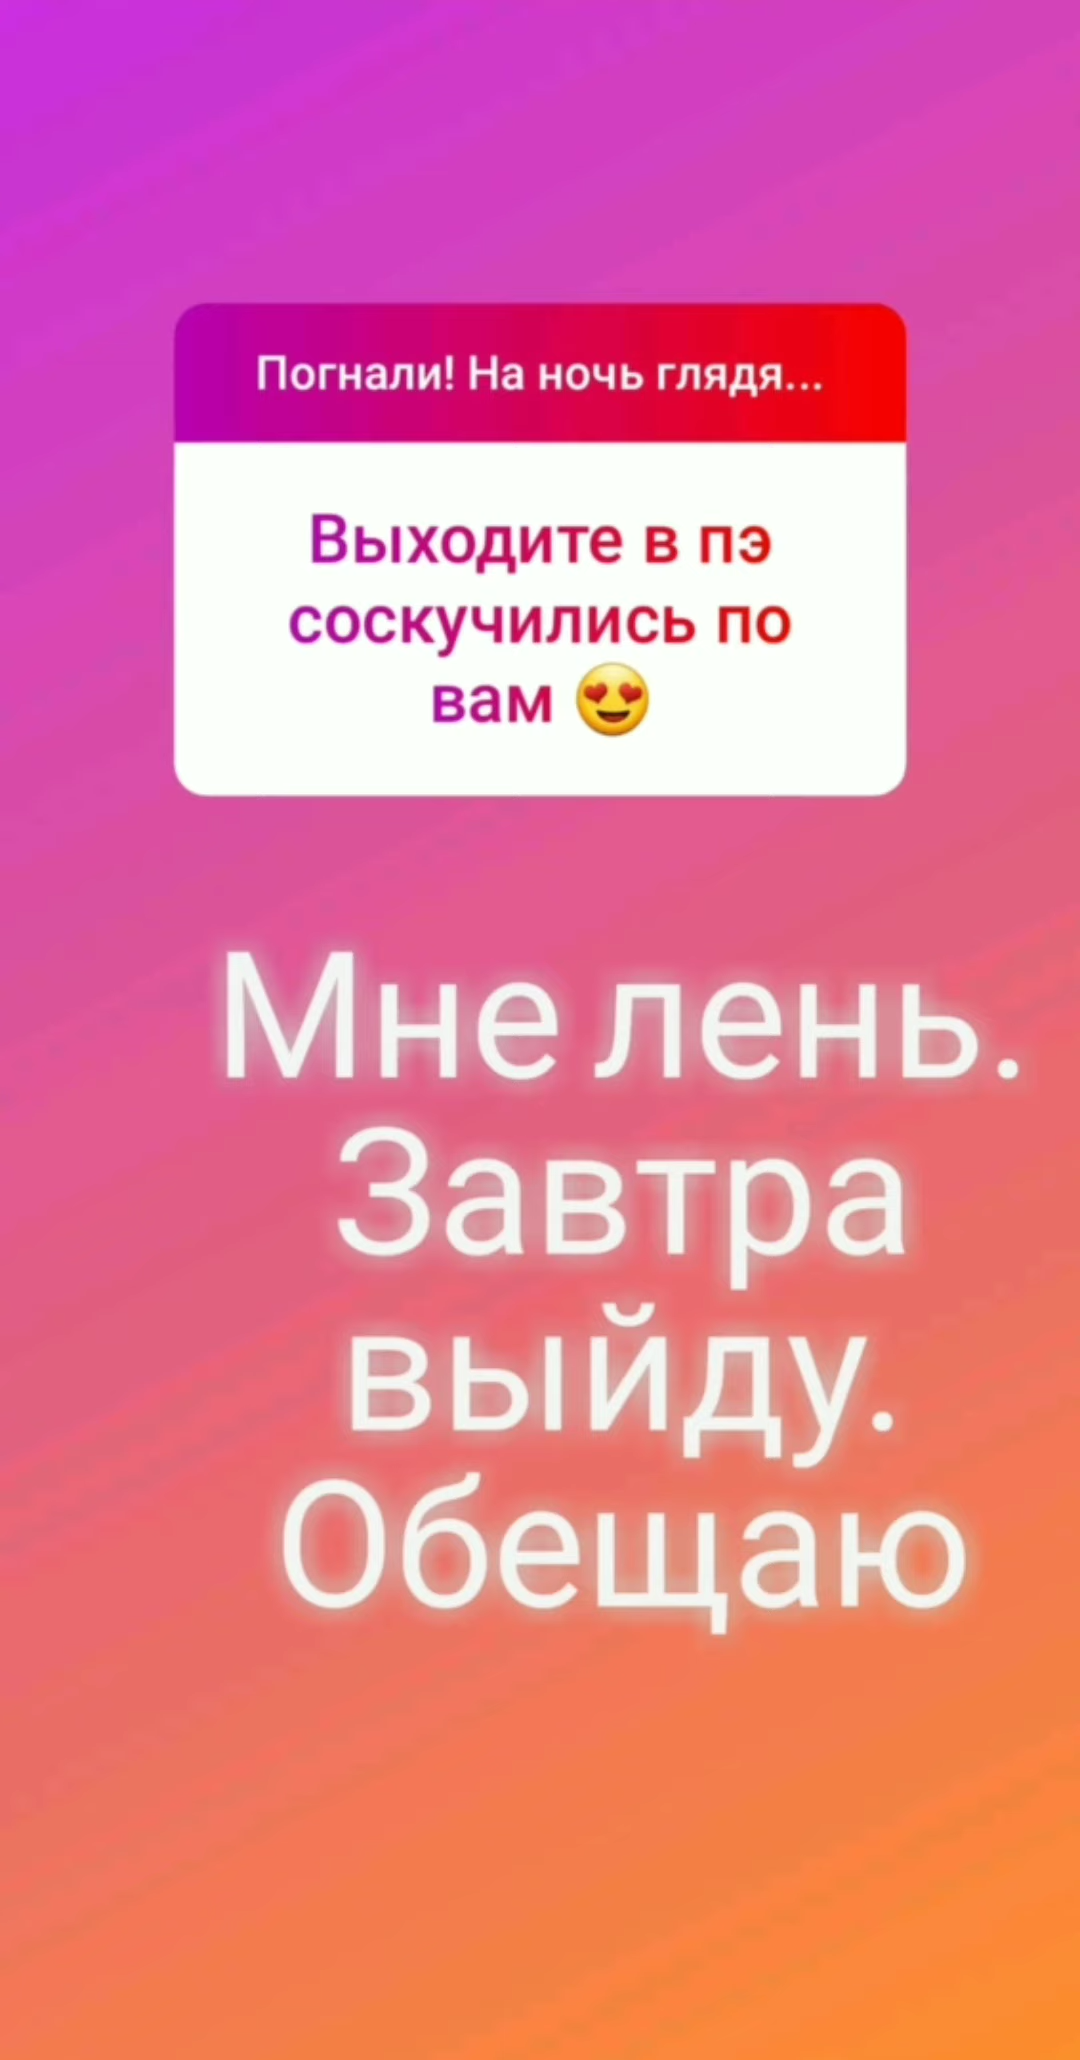 Погнали! На ночь глядя...
Выходите в пэ
соскучились по
вам 😍
Мне лень.
Завтра
выйду.
Обещаю